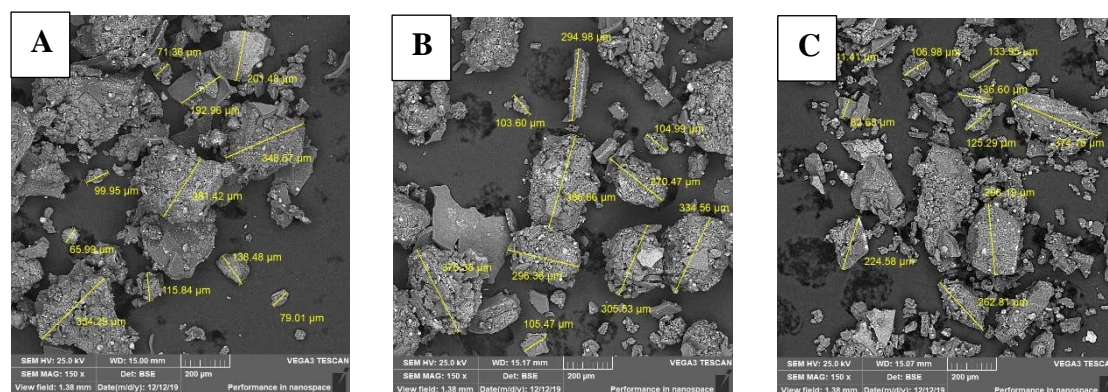 A
71.36 µm
201.48 µm
192.96 µm
348.67 µm
99.95 µm
65.99 µm
138.48 µm
115.84 µm
354.29 µm
79.01 µm
SEM HV: 25.0 kV
WD: 15.00 mm
VEGA3 TESCAN
SEM MAG: 150 x
Det: BSE
200 µm
View field: 1.38 mm
Date(m/d/y): 12/12/19
Performance in nanospace
B
294.98 µm
103.60 µm
104.99 µm
270.47 µm
334.56 µm
296.36 µm
305.63 µm
105.47 µm
SEM HV: 25.0 kV
WD: 15.17 mm
VEGA3 TESCAN
SEM MAG: 150 x
Det: BSE
200 µm
View field: 1.38 mm
Date(m/d/y): 12/12/19
Performance in nanospace
C
106.98 µm
133.95 µm
136.60 µm
125.29 µm
224.58 µm
262.81 µm
SEM HV: 25.0 kV
WD: 15.07 mm
VEGA3 TESCAN
SEM MAG: 150 x
Det: BSE
200 µm
View field: 1.38 mm
Date(m/d/y): 12/12/19
Performance in nanospace